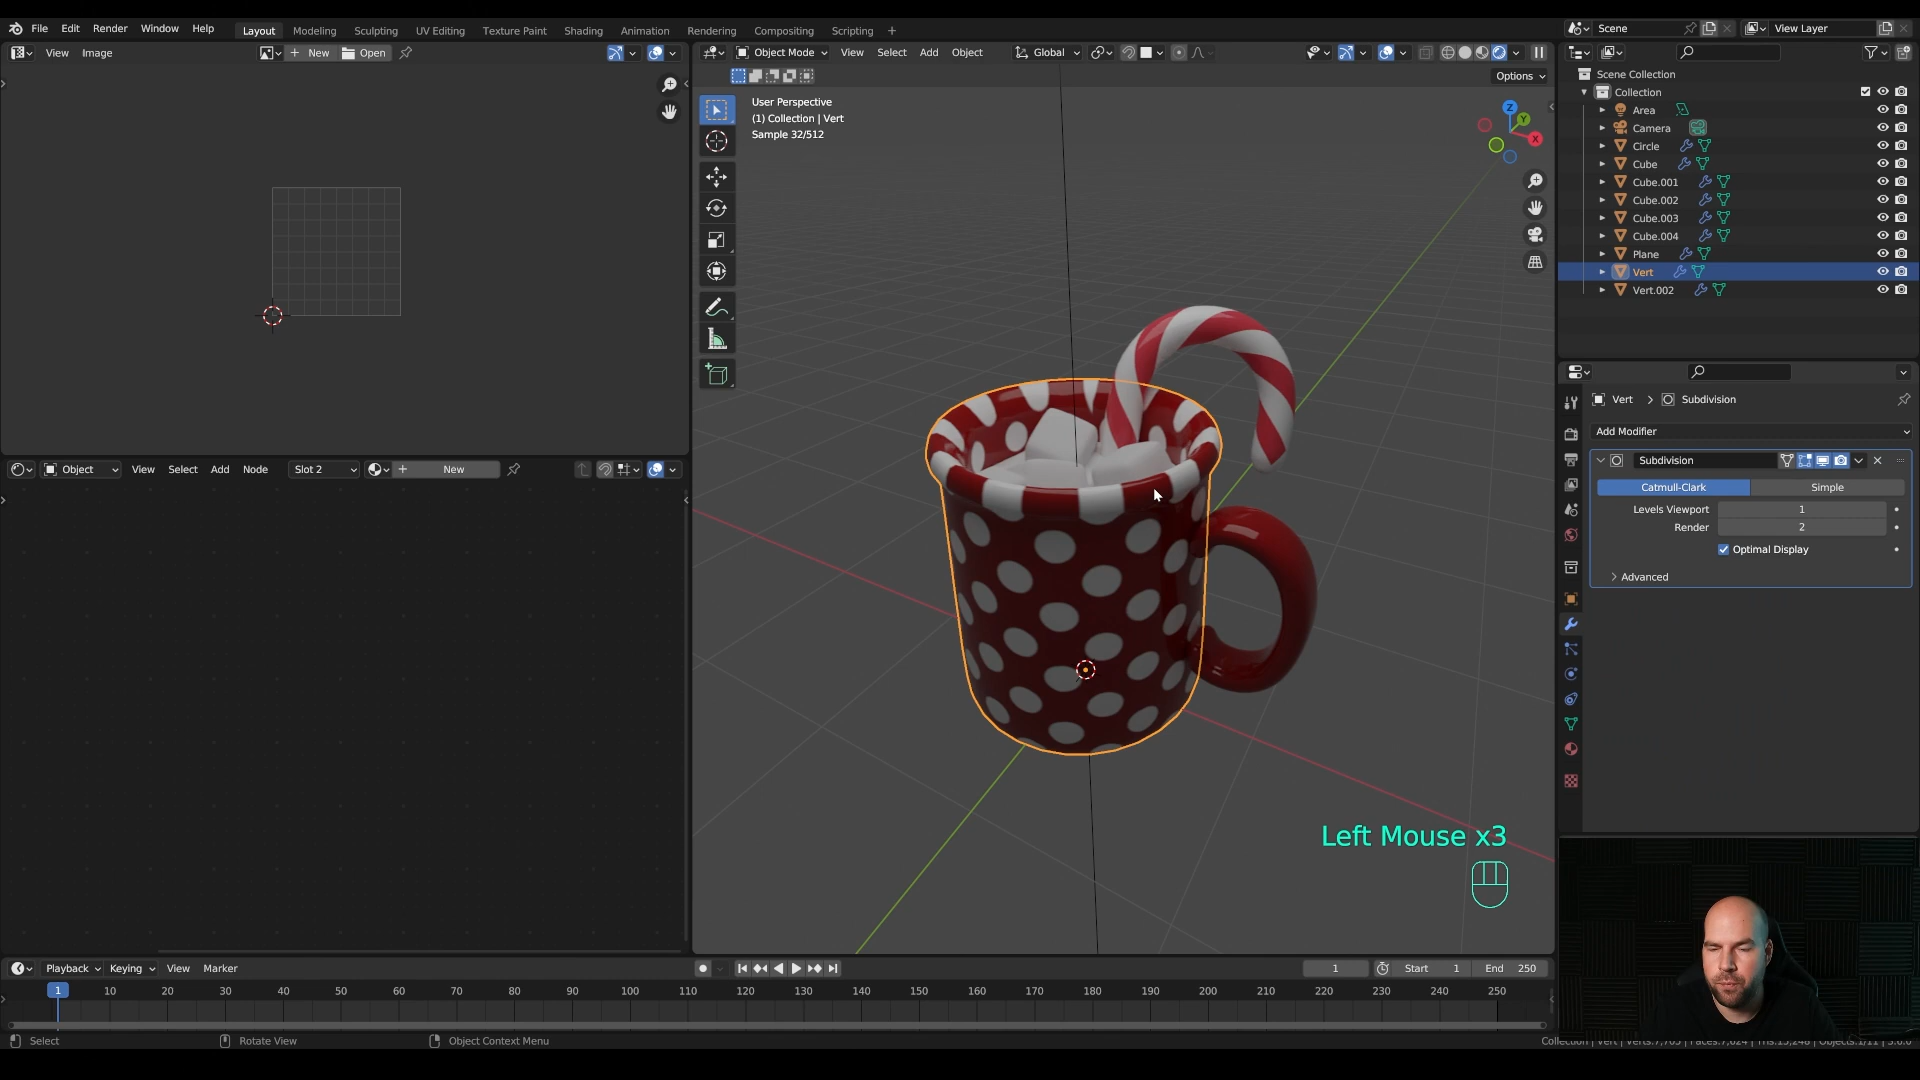 File Edit Render Window Help Layout Modeling Sculpting UV Editing Texture Paint Shading Animation Rendering Compositing Scripting +
Scene
View Layer
View Image
New
Open
Object Mode View Select Add Object
Global
Options
User Perspective
(1) Collection | Vert
Sample 32/512
Z
Y
X
Scene Collection
Collection
Area
Camera
Circle
Cube
Cube.001
Cube.002
Cube.003
Cube.004
Plane
Vert
Vert.002
Vert > Subdivision
Add Modifier
Subdivision
Catmull-Clark Simple
Levels Viewport 1
Render 2
Optimal Display
Advanced
Object View Select Add Node Slot 2
New
Left Mouse x3
Playback Keying View Marker
1
Start 1
End 250
1 10 20 30 40 50 60 70 80 90 100 110 120 130 140 150 160 170 180 190 200 210 220 230 240 250
Select
Rotate View
Object Context Menu